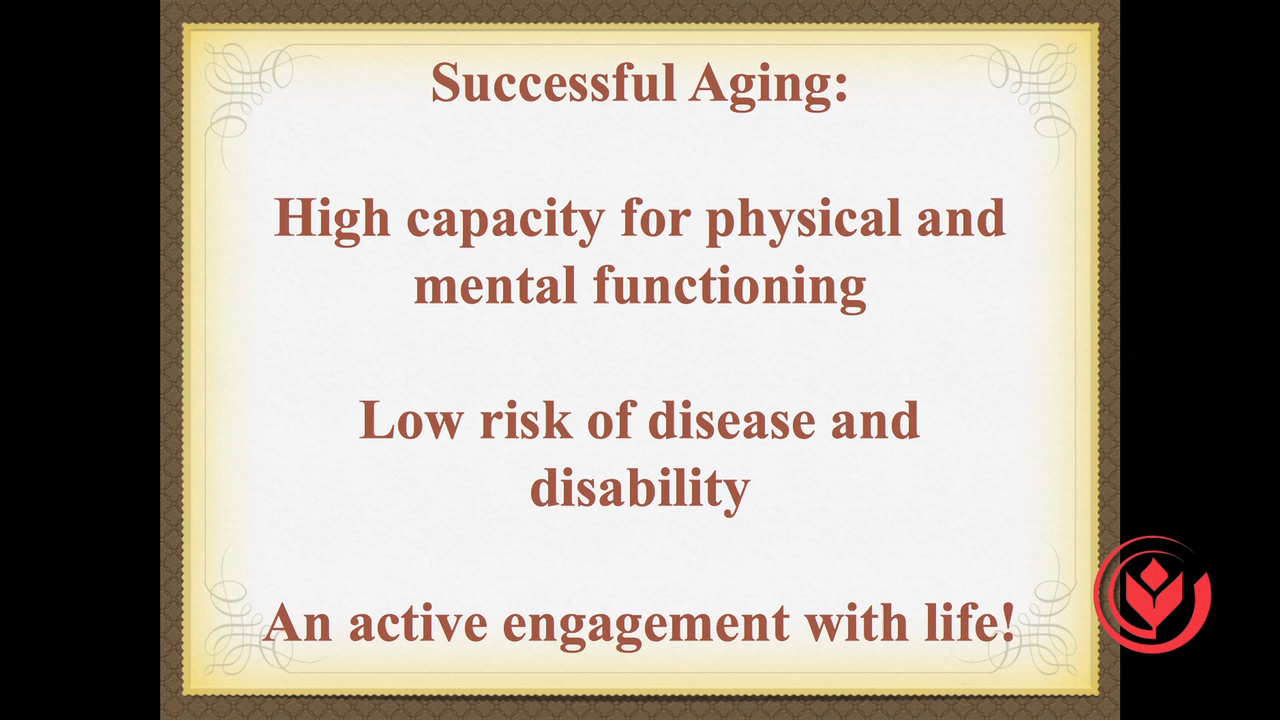 Successful Aging:
High capacity for physical and
mental functioning
Low risk of disease and
disability
An active engagement with life!